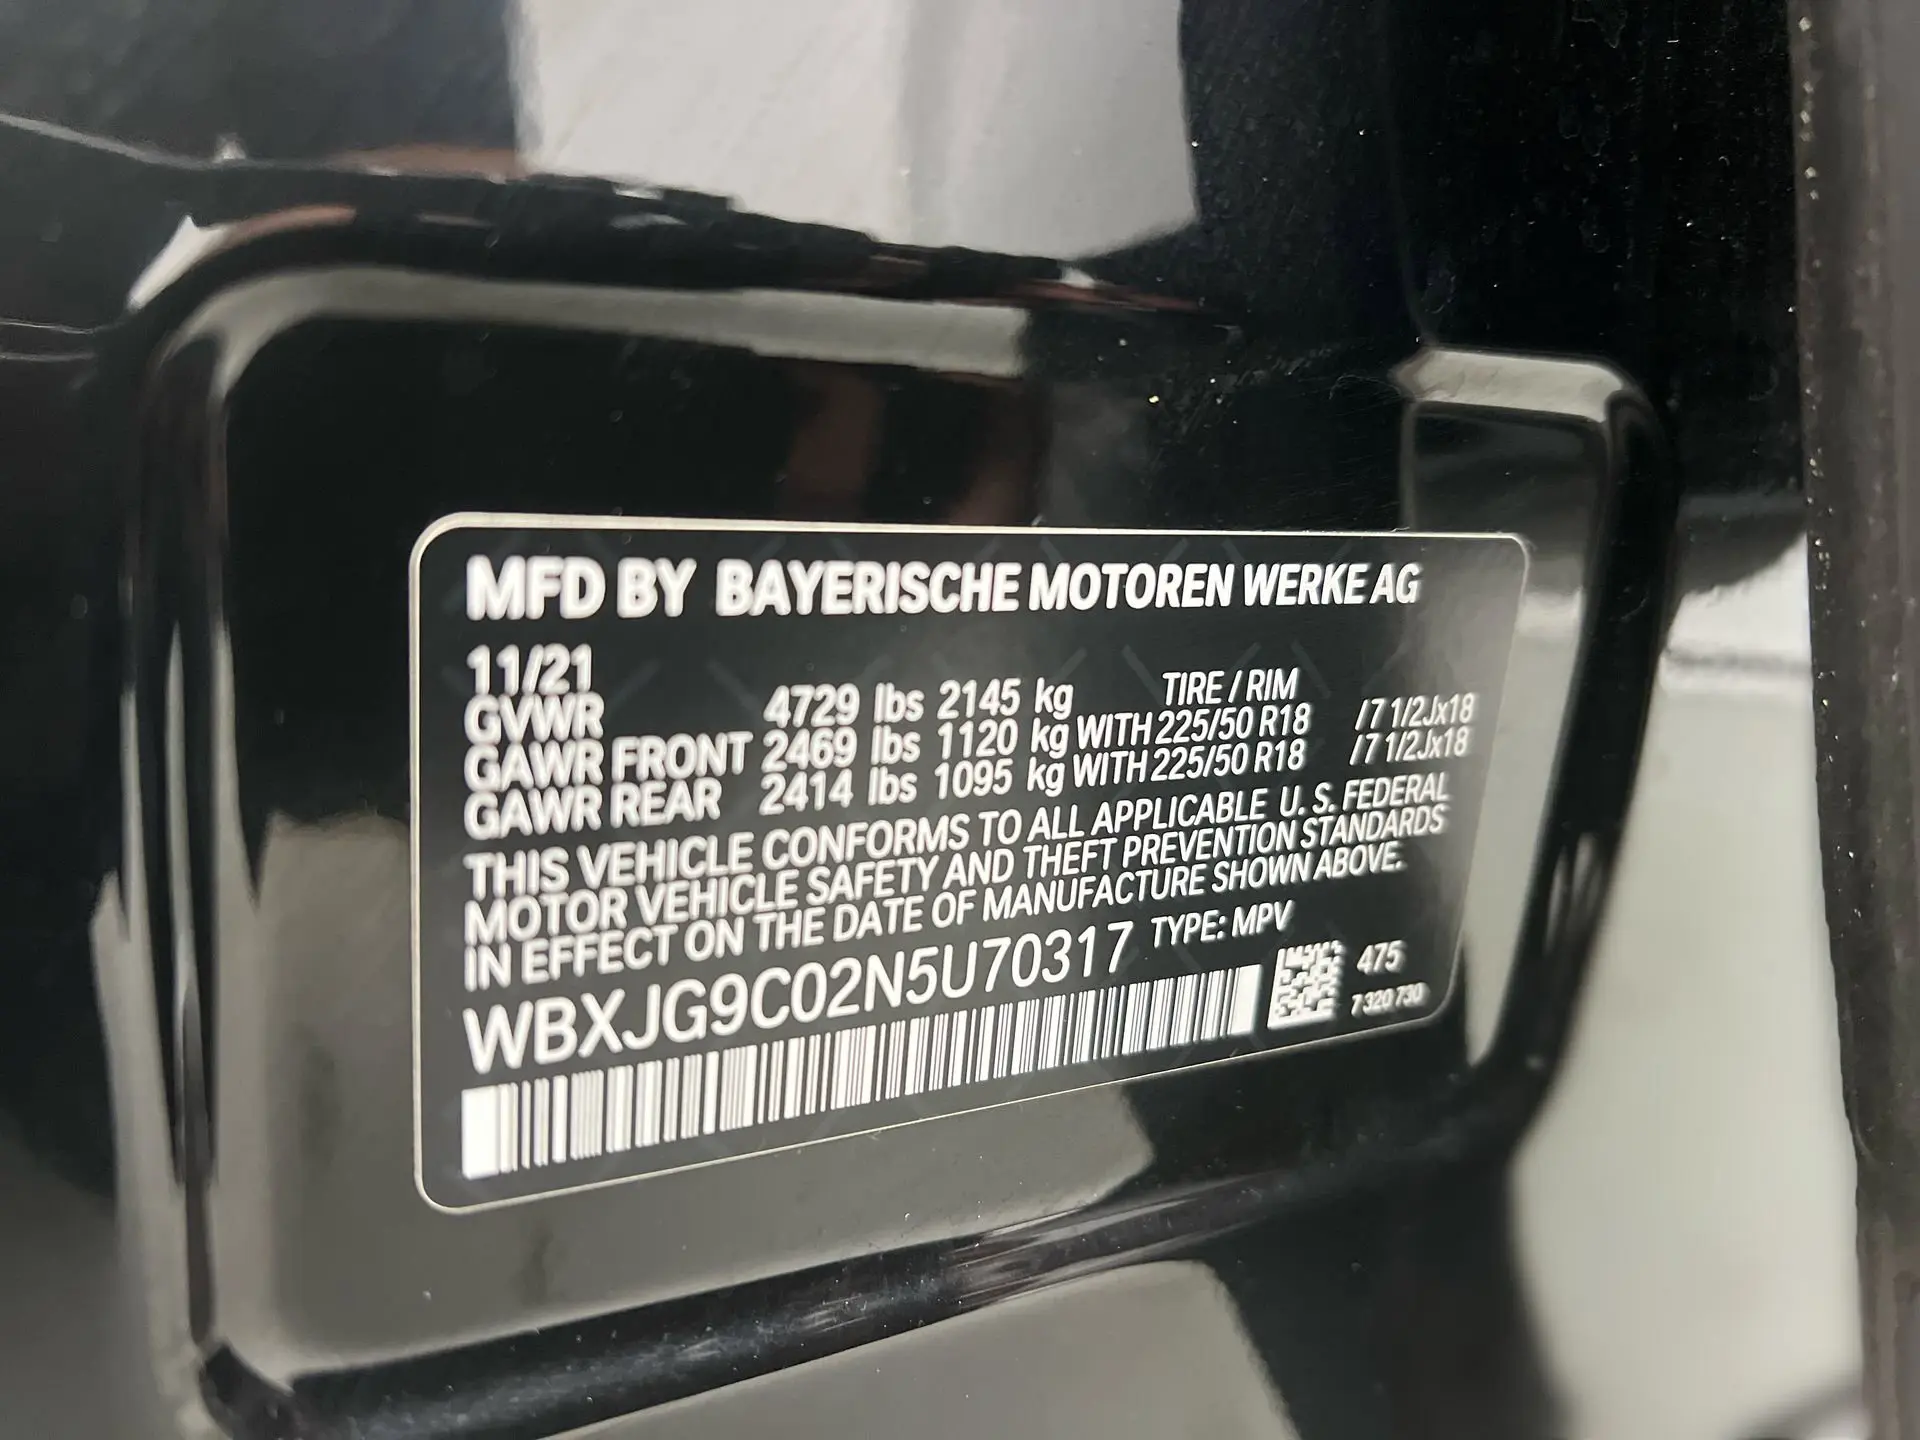 MFD BY BAYERISCHE MOTOREN WERKE AG
11/21
TIRE / RIM
GVWR 4729 lbs 2145 kg
GAWR FRONT 2469 lbs 1120 kg WITH 225/50 R18 /7 1/2Jx18
GAWR REAR 2414 lbs 1095 kg WITH 225/50 R18 /7 1/2Jx18
THIS VEHICLE CONFORMS TO ALL APPLICABLE U. S. FEDERAL
MOTOR VEHICLE SAFETY AND THEFT PREVENTION STANDARDS
IN EFFECT ON THE DATE OF MANUFACTURE SHOWN ABOVE.
WBXJG9C02N5U70317 TYPE: MPV
475
7 320 730